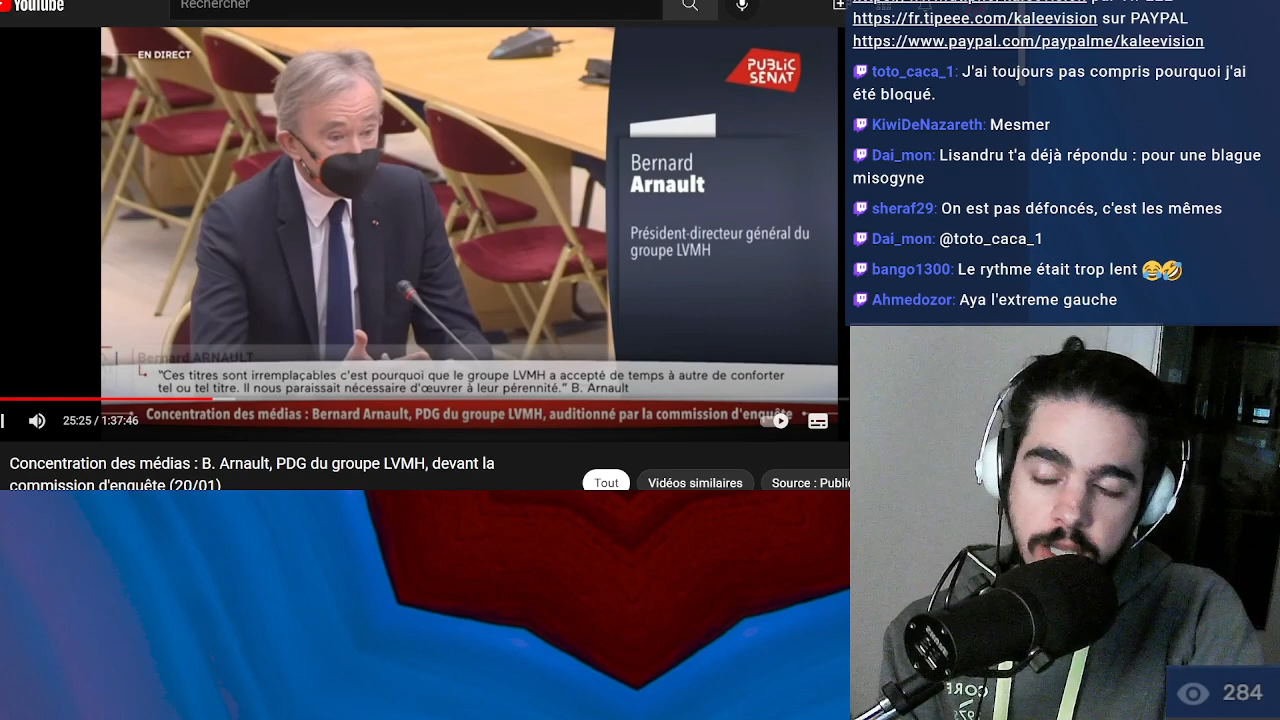 YouTube
Rechercher
EN DIRECT
PUBLIC
SÉNAT
Bernard
Arnault
Président-directeur général du
groupe LVMH
Bernard ARNAULT
“Ces titres sont irremplaçables c'est pourquoi que le groupe LVMH a accepté de temps à autre de conforter
tel ou tel titre. Il nous paraissait nécessaire d'œuvrer à leur pérennité.” B. Arnault
Concentration des médias : Bernard Arnault, PDG du groupe LVMH, auditionné par la commission d'enquête
25:25 / 1:37:46
Concentration des médias : B. Arnault, PDG du groupe LVMH, devant la
commission d'enquête (20/01)
Tout
Vidéos similaires
Source : Public
https://fr.tipeee.com/kaleevision sur PAYPAL
https://www.paypal.com/paypalme/kaleevision
toto_caca_1: J'ai toujours pas compris pourquoi j'ai
été bloqué.
KiwiDeNazareth: Mesmer
Dai_mon: Lisandru t'a déjà répondu : pour une blague
misogyne
sheraf29: On est pas défoncés, c'est les mêmes
Dai_mon: @toto_caca_1
bango1300: Le rythme était trop lent 😂🤣
Ahmedozor: Aya l'extreme gauche
284